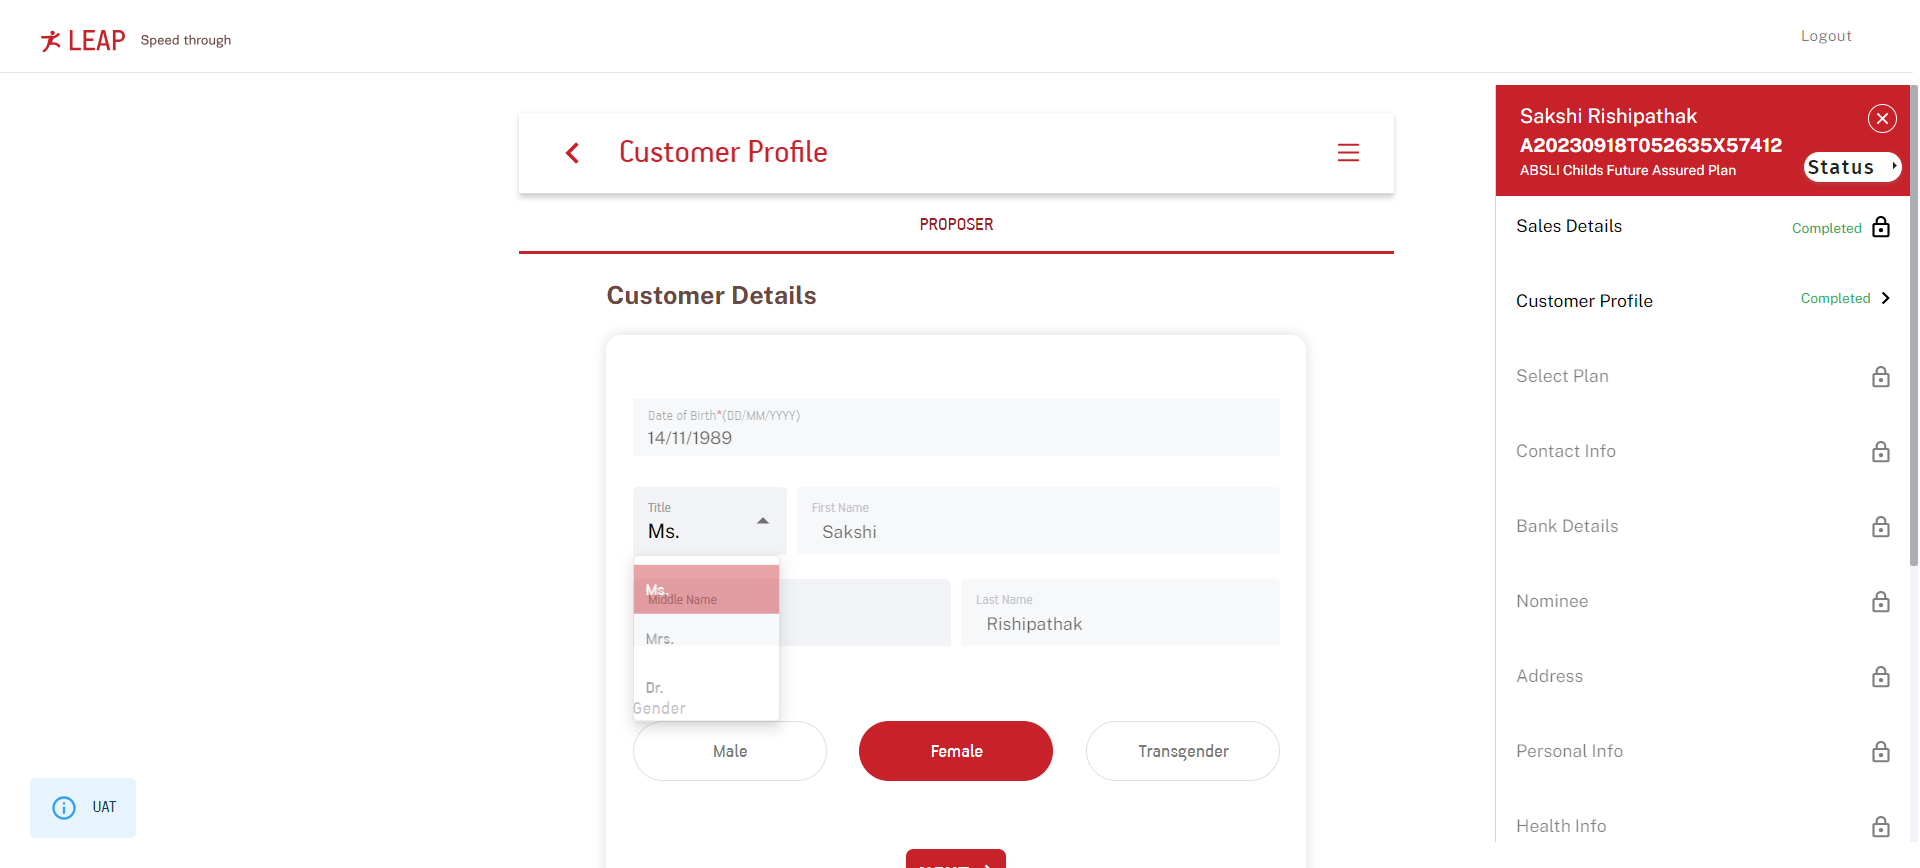 LEAP Speed through
Logout
Customer Profile
PROPOSER
Customer Details
Date of Birth*(DD/MM/YYYY)
14/11/1989
Title
Ms.
First Name
Sakshi
Ms.
Mrs.
Dr.
Middle Name
Last Name
Rishipathak
Gender
Male
Female
Transgender
NEXT
UAT
Sakshi Rishipathak
A20230918T052635X57412
ABSLI Childs Future Assured Plan
Status
Sales Details Completed
Customer Profile Completed
Select Plan
Contact Info
Bank Details
Nominee
Address
Personal Info
Health Info